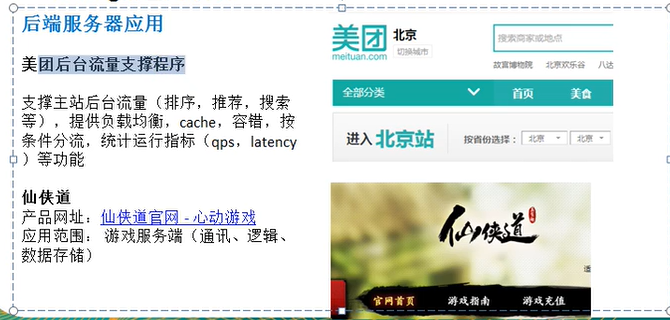 后端服务器应用
美团后台流量支撑程序
支撑主站后台流量（排序，推荐，搜索
等），提供负载均衡，cache，容错，按
条件分流，统计运行指标（qps，latency
）等功能
仙侠道
产品网址：仙侠道官网 - 心动游戏
应用范围： 游戏服务端（通讯、逻辑、
数据存储）
美团
meituan.com
北京
切换城市
搜索商家或地点
故宫博物院 北京欢乐谷 八达
全部分类 首页 美食
进入 北京站 按省份选择： 北京 北京
仙侠道
官网首页 游戏指南 游戏充值